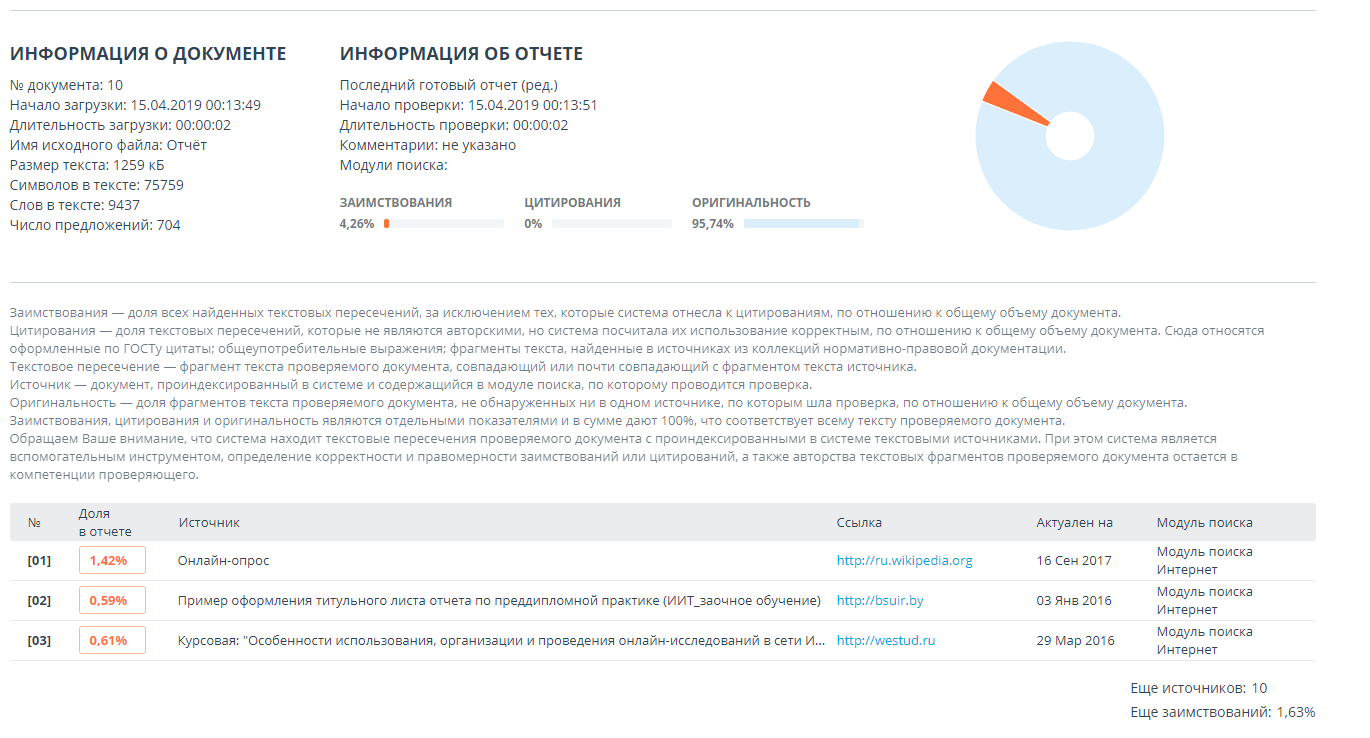 ИНФОРМАЦИЯ О ДОКУМЕНТЕ
№ документа: 10
Начало загрузки: 15.04.2019 00:13:49
Длительность загрузки: 00:00:02
Имя исходного файла: Отчёт
Размер текста: 1259 кБ
Символов в тексте: 75759
Слов в тексте: 9437
Число предложений: 704
ИНФОРМАЦИЯ ОБ ОТЧЕТЕ
Последний готовый отчет (ред.)
Начало проверки: 15.04.2019 00:13:51
Длительность проверки: 00:00:02
Комментарии: не указано
Модули поиска:
ЗАИМСТВОВАНИЯ
4,26%
ЦИТИРОВАНИЯ
0%
ОРИГИНАЛЬНОСТЬ
95,74%
Заимствования — доля всех найденных текстовых пересечений, за исключением тех, которые система отнесла к цитированиям, по отношению к общему объему документа.
Цитирования — доля текстовых пересечений, которые не являются авторскими, но система посчитала их использование корректным, по отношению к общему объему документа. Сюда относятся
оформленные по ГОСТу цитаты; общеупотребительные выражения; фрагменты текста, найденные в источниках из коллекций нормативно-правовой документации.
Текстовое пересечение — фрагмент текста проверяемого документа, совпадающий или почти совпадающий с фрагментом текста источника.
Источник — документ, проиндексированный в системе и содержащийся в модуле поиска, по которому проводится проверка.
Оригинальность — доля фрагментов текста проверяемого документа, не обнаруженных ни в одном источнике, по которым шла проверка, по отношению к общему объему документа.
Заимствования, цитирования и оригинальность являются отдельными показателями и в сумме дают 100%, что соответствует всему тексту проверяемого документа.
Обращаем Ваше внимание, что система находит текстовые пересечения проверяемого документа с проиндексированными в системе текстовыми источниками. При этом система является
вспомогательным инструментом, определение корректности и правомерности заимствований или цитирований, а также авторства текстовых фрагментов проверяемого документа остается в
компетенции проверяющего.
№ Доля в отчете Источник Ссылка Актуален на Модуль поиска
[01] 1,42% Онлайн-опрос http://ru.wikipedia.org 16 Сен 2017 Модуль поиска Интернет
[02] 0,59% Пример оформления титульного листа отчета по преддипломной практике (ИИТ_заочное обучение) http://bsuir.by 03 Янв 2016 Модуль поиска Интернет
[03] 0,61% Курсовая: "Особенности использования, организации и проведения онлайн-исследований в сети И... http://westud.ru 29 Мар 2016 Модуль поиска Интернет
Еще источников: 10
Еще заимствований: 1,63%